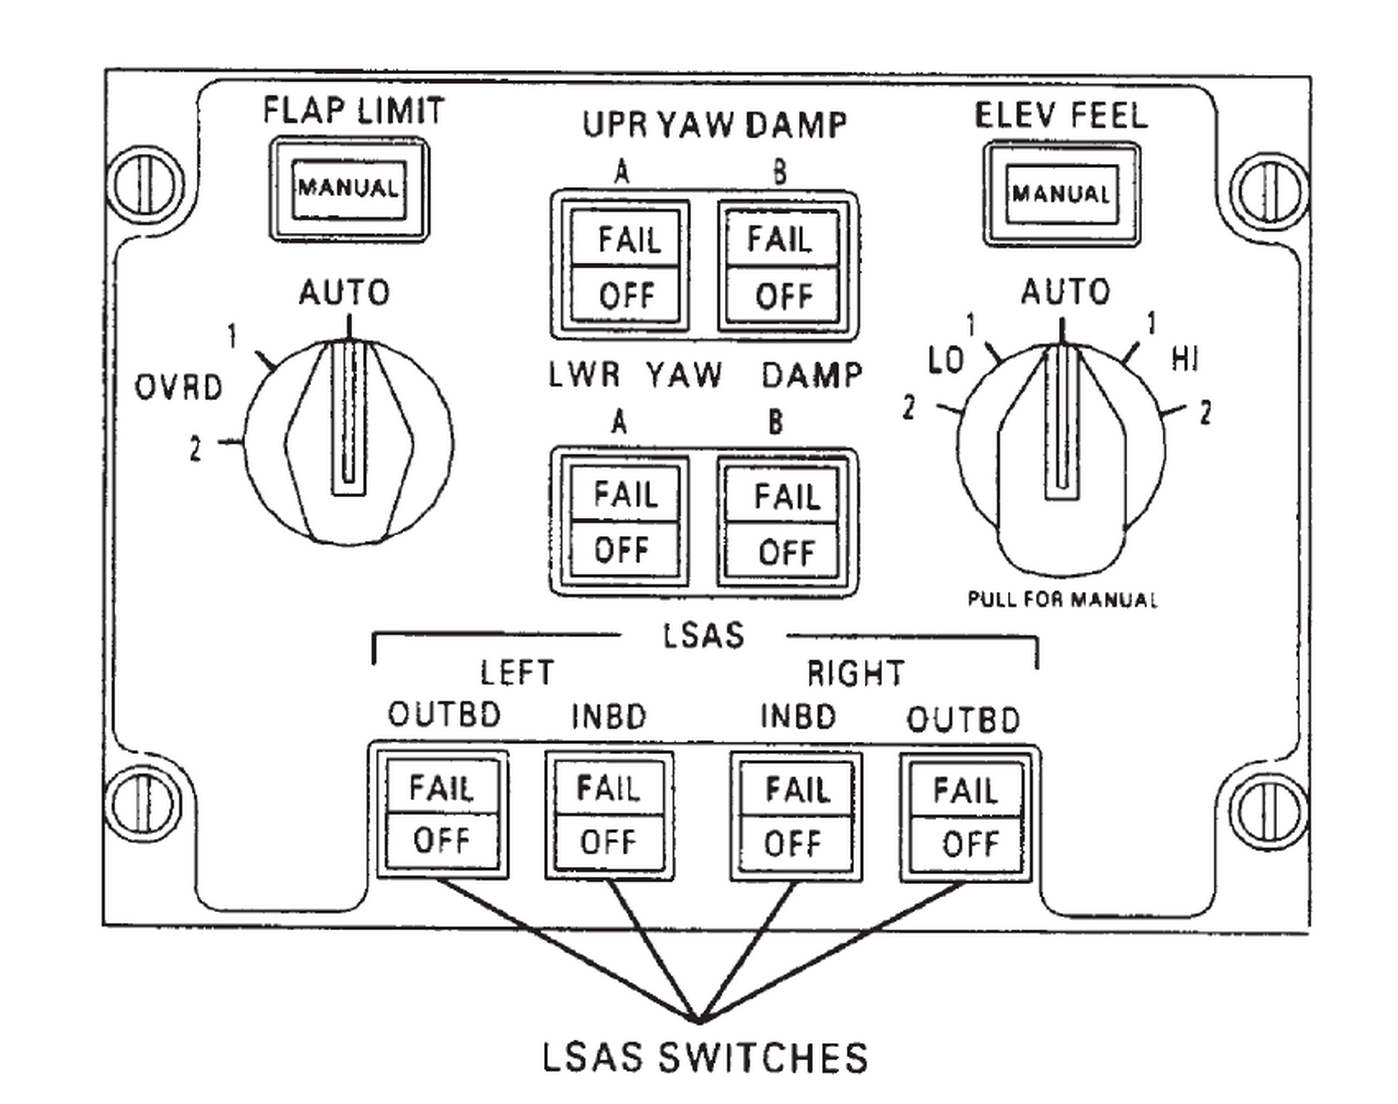 FLAP LIMIT
MANUAL
UPR YAW DAMP
A B
FAIL FAIL
OFF OFF
ELEV FEEL
MANUAL
AUTO
1
OVRD
2
LWR YAW DAMP
A B
FAIL FAIL
OFF OFF
AUTO
1 1
LO HI
2 2
PULL FOR MANUAL
LSAS
LEFT RIGHT
OUTBD INBD INBD OUTBD
FAIL FAIL FAIL FAIL
OFF OFF OFF OFF
LSAS SWITCHES